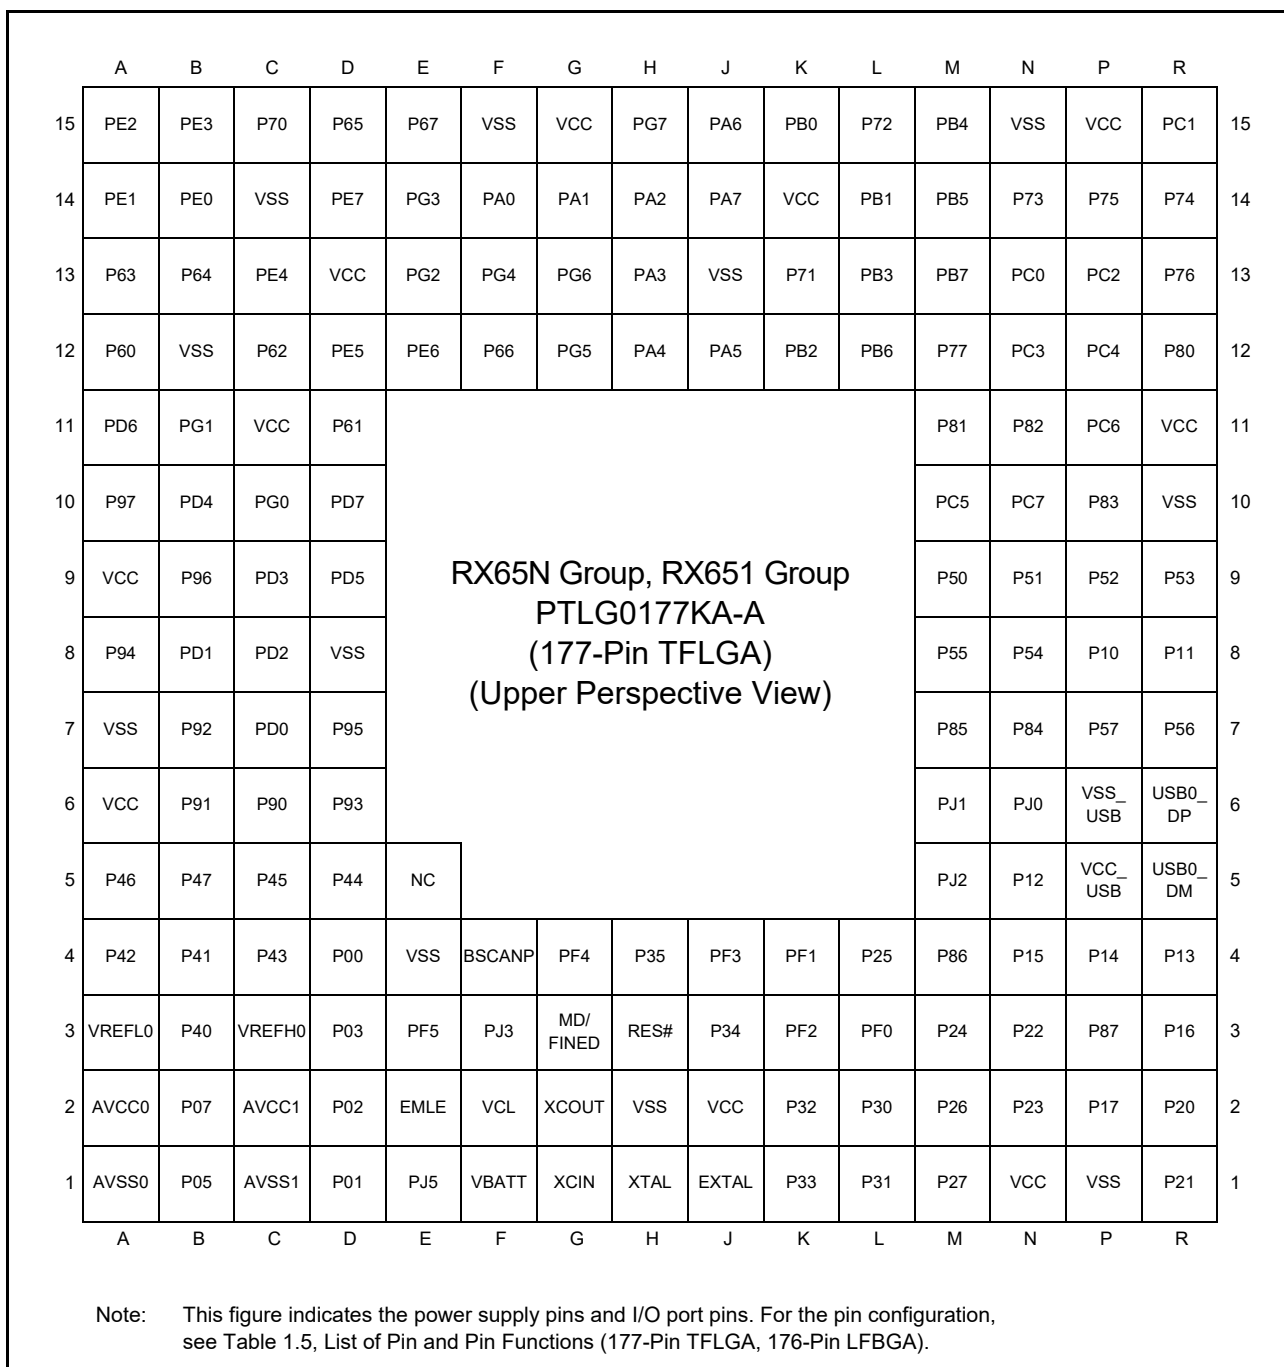 A B C D E F G H J K L M N P R
15 PE2 PE3 P70 P65 P67 VSS VCC PG7 PA6 PB0 P72 PB4 VSS VCC PC1 15
14 PE1 PE0 VSS PE7 PG3 PA0 PA1 PA2 PA7 VCC PB1 PB5 P73 P75 P74 14
13 P63 P64 PE4 VCC PG2 PG4 PG6 PA3 VSS P71 PB3 PB7 PC0 PC2 P76 13
12 P60 VSS P62 PE5 PE6 P66 PG5 PA4 PA5 PB2 PB6 P77 PC3 PC4 P80 12
11 PD6 PG1 VCC P61 P81 P82 PC6 VCC 11
10 P97 PD4 PG0 PD7 PC5 PC7 P83 VSS 10
9 VCC P96 PD3 PD5 P50 P51 P52 P53 9
8 P94 PD1 PD2 VSS P55 P54 P10 P11 8
7 VSS P92 PD0 P95 P85 P84 P57 P56 7
6 VCC P91 P90 P93 PJ1 PJ0 VSS_ USB USB0_ DP 6
5 P46 P47 P45 P44 NC PJ2 P12 VCC_ USB USB0_ DM 5
RX65N Group, RX651 Group
PTLG0177KA-A
(177-Pin TFLGA)
(Upper Perspective View)
4 P42 P41 P43 P00 VSS BSCANP PF4 P35 PF3 PF1 P25 P86 P15 P14 P13 4
3 VREFL0 P40 VREFH0 P03 PF5 PJ3 MD/ FINED RES# P34 PF2 PF0 P24 P22 P87 P16 3
2 AVCC0 P07 AVCC1 P02 EMLE VCL XCOUT VSS VCC P32 P30 P26 P23 P17 P20 2
1 AVSS0 P05 AVSS1 P01 PJ5 VBATT XCIN XTAL EXTAL P33 P31 P27 VCC VSS P21 1
A B C D E F G H J K L M N P R
Note: This figure indicates the power supply pins and I/O port pins. For the pin configuration,
see Table 1.5, List of Pin and Pin Functions (177-Pin TFLGA, 176-Pin LFBGA).